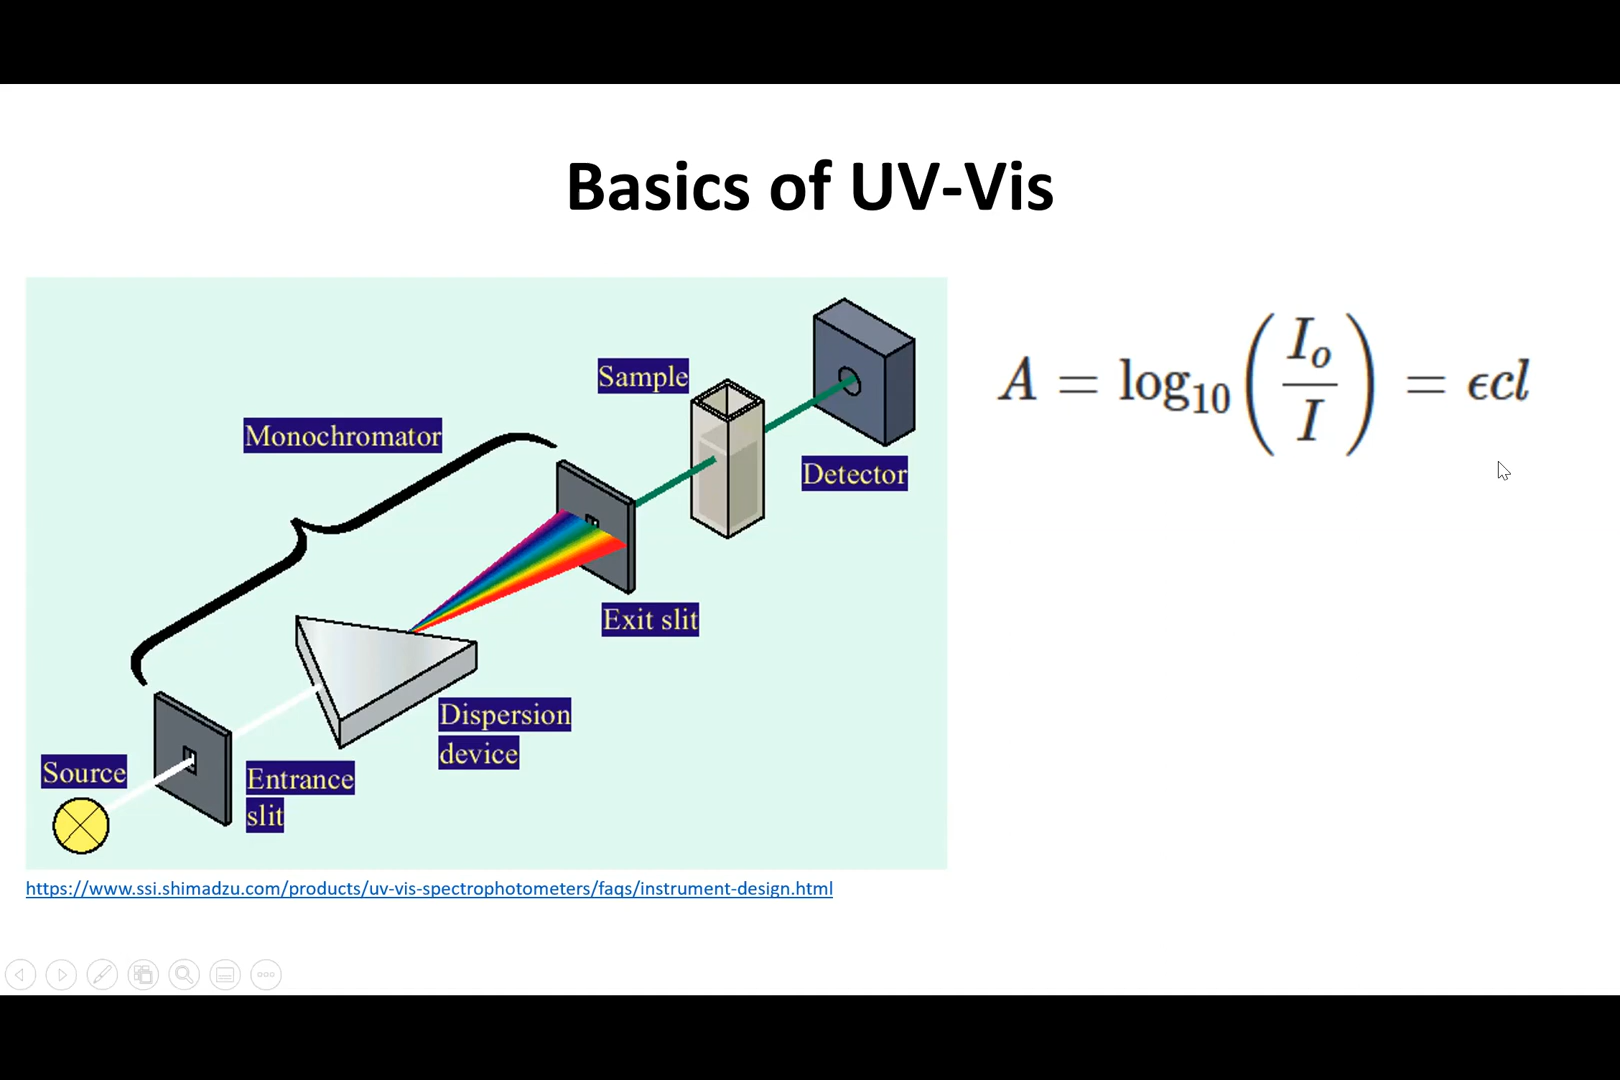 Basics of UV-Vis
Sample
Monochromator
Detector
Exit slit
Dispersion
device
Source
Entrance
slit
A = log₁₀(Iₒ/I) = ϵcl
https://www.ssi.shimadzu.com/products/uv-vis-spectrophotometers/faqs/instrument-design.html